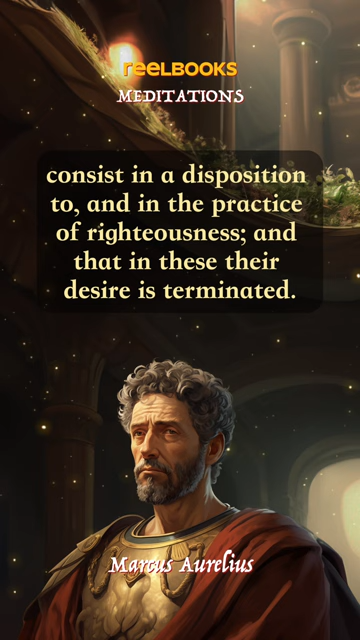 reelbooks
MEDITATIONS
consist in a disposition
to, and in the practice
of righteousness; and
that in these their
desire is terminated.
Marcus Aurelius